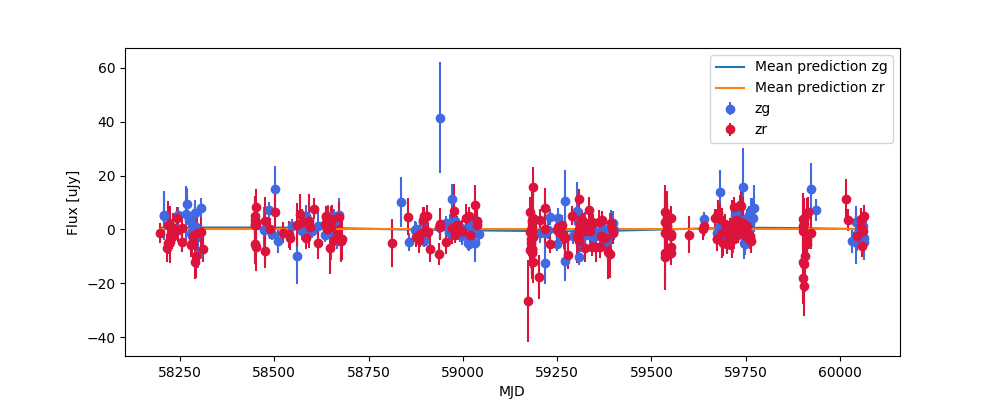 60
40
20
0
−20
−40
Flux [uJy]
58250
58500
58750
59000
59250
59500
59750
60000
MJD
Mean prediction zg
Mean prediction zr
zg
zr